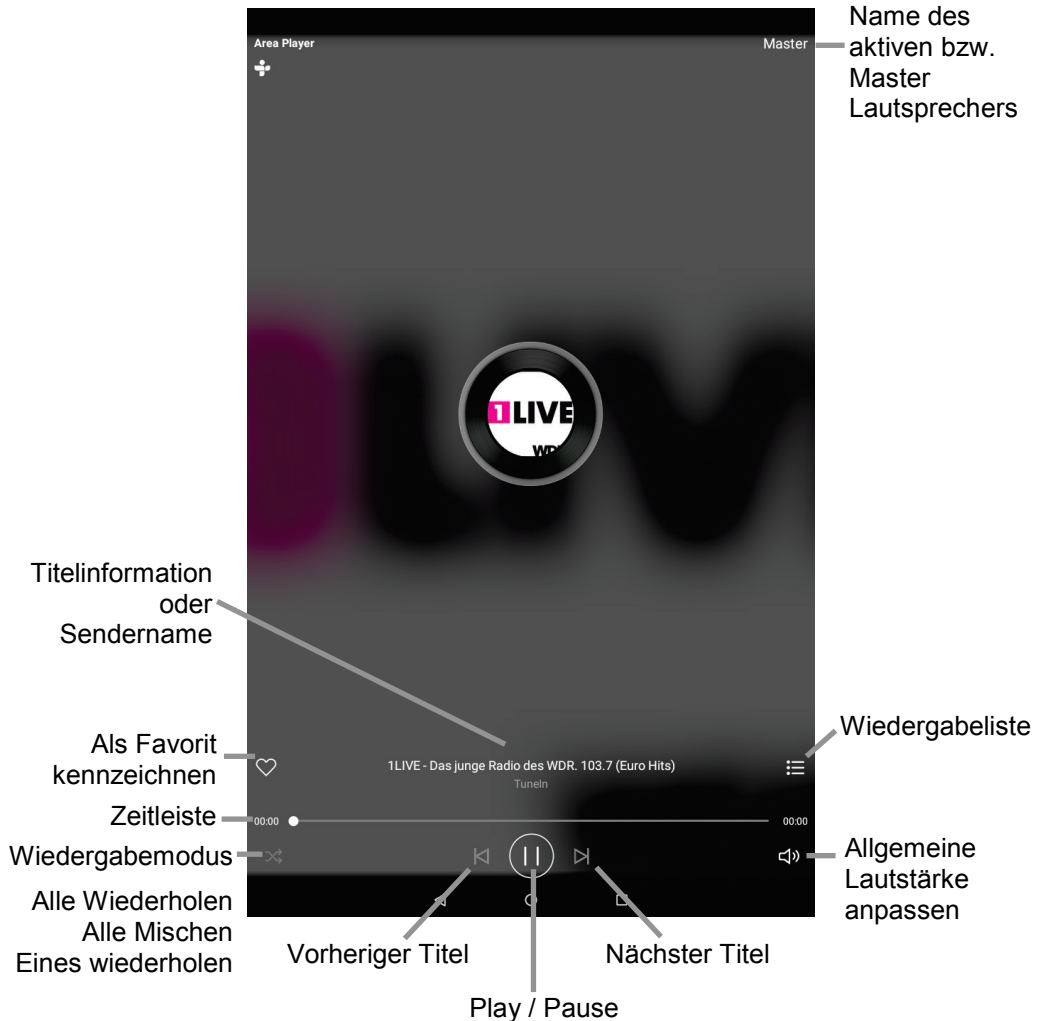 Name des
aktiven bzw.
Master
Lautsprechers
Area Player
Master
1 LIVE
WDR
Titelinformation
oder
Sendername
Als Favorit
kennzeichnen
1LIVE - Das junge Radio des WDR. 103.7 (Euro Hits)
TuneIn
Wiedergabeliste
Zeitleiste
00:00
00:00
Wiedergabemodus
Alle Wiederholen
Alle Mischen
Eines wiederholen
Allgemeine
Lautstärke
anpassen
Vorheriger Titel
Nächster Titel
Play / Pause